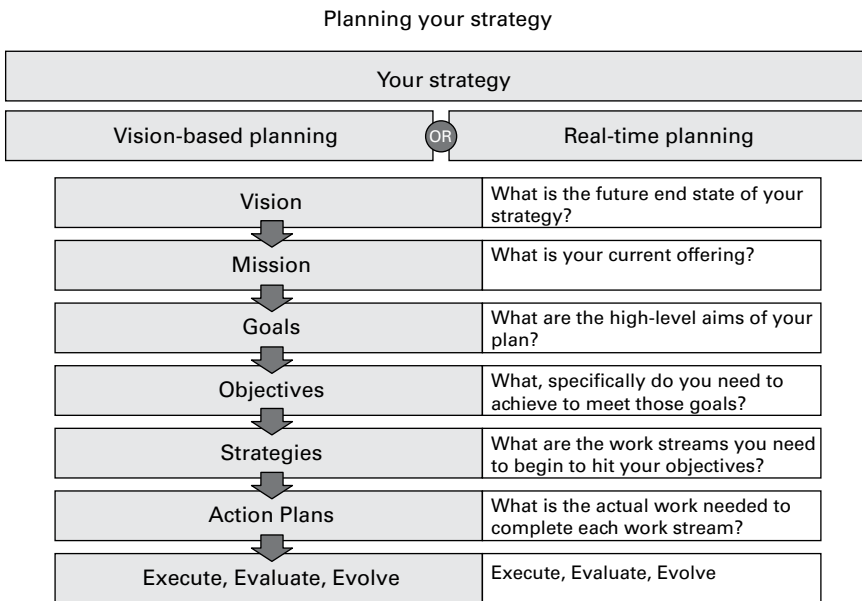 Planning your strategy
Your strategy
Vision-based planning
OR
Real-time planning
Vision
What is the future end state of your
strategy?
Mission
What is your current offering?
Goals
What are the high-level aims of your
plan?
Objectives
What, specifically do you need to
achieve to meet those goals?
Strategies
What are the work streams you need
to begin to hit your objectives?
Action Plans
What is the actual work needed to
complete each work stream?
Execute, Evaluate, Evolve
Execute, Evaluate, Evolve